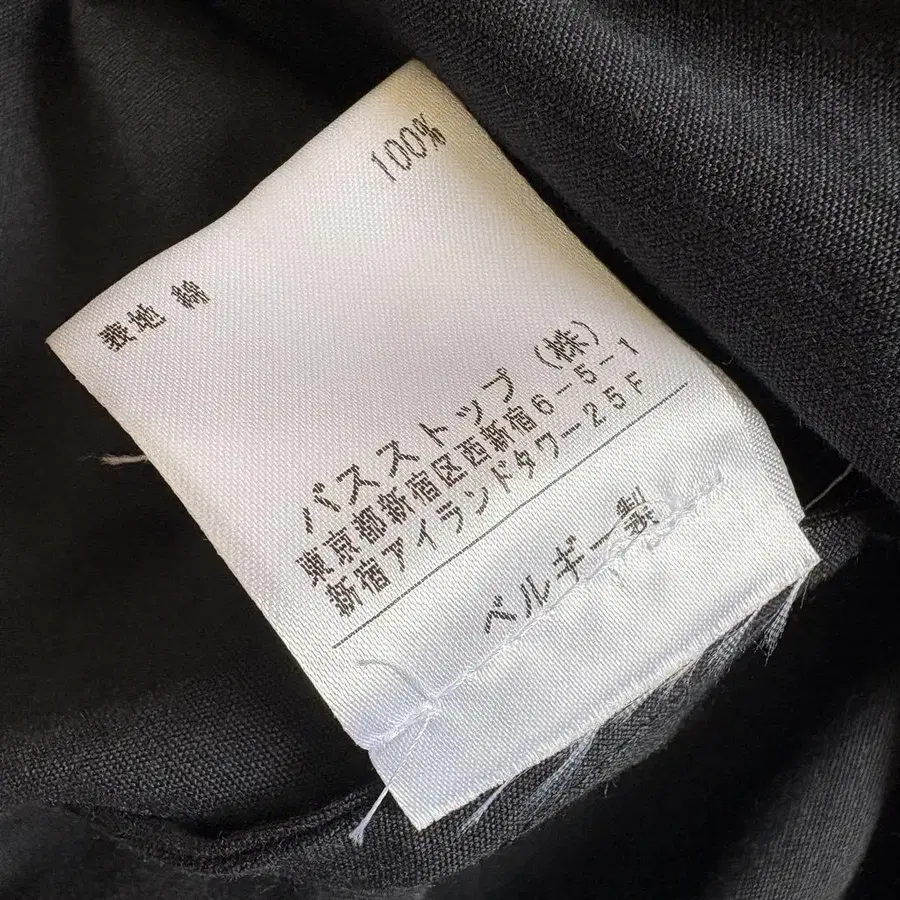 表地 綿 100%
バスストップ(株)
東京都新宿区西新宿6-5-1
新宿アイランドタワー25F
ベルギー製